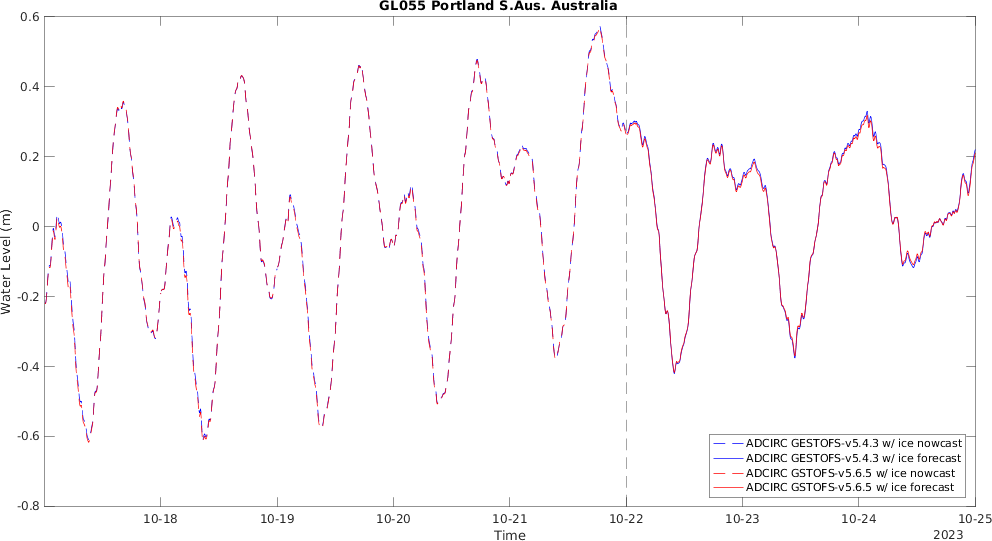 GL055 Portland S.Aus. Australia
0.6
0.4
0.2
0
-0.2
-0.4
-0.6
-0.8
Water Level (m)
10-18
10-19
10-20
10-21
10-22
10-23
10-24
10-25
Time
2023
ADCIRC GESTOFS-v5.4.3 w/ ice nowcast
ADCIRC GESTOFS-v5.4.3 w/ ice forecast
ADCIRC GSTOFS-v5.6.5 w/ ice nowcast
ADCIRC GSTOFS-v5.6.5 w/ ice forecast